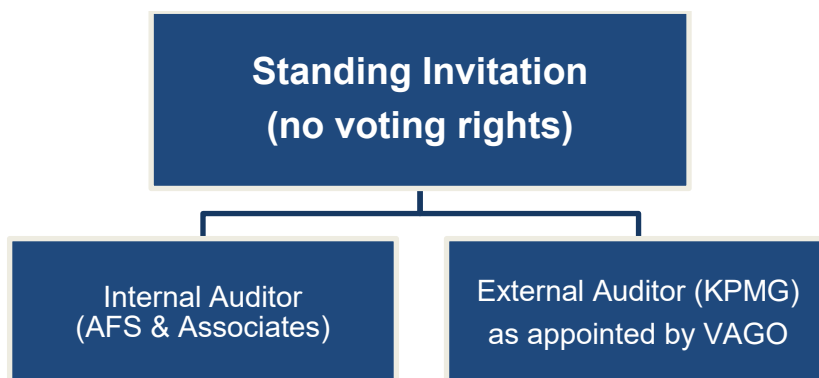 Standing Invitation
(no voting rights)
Internal Auditor
(AFS & Associates)
External Auditor (KPMG)
as appointed by VAGO